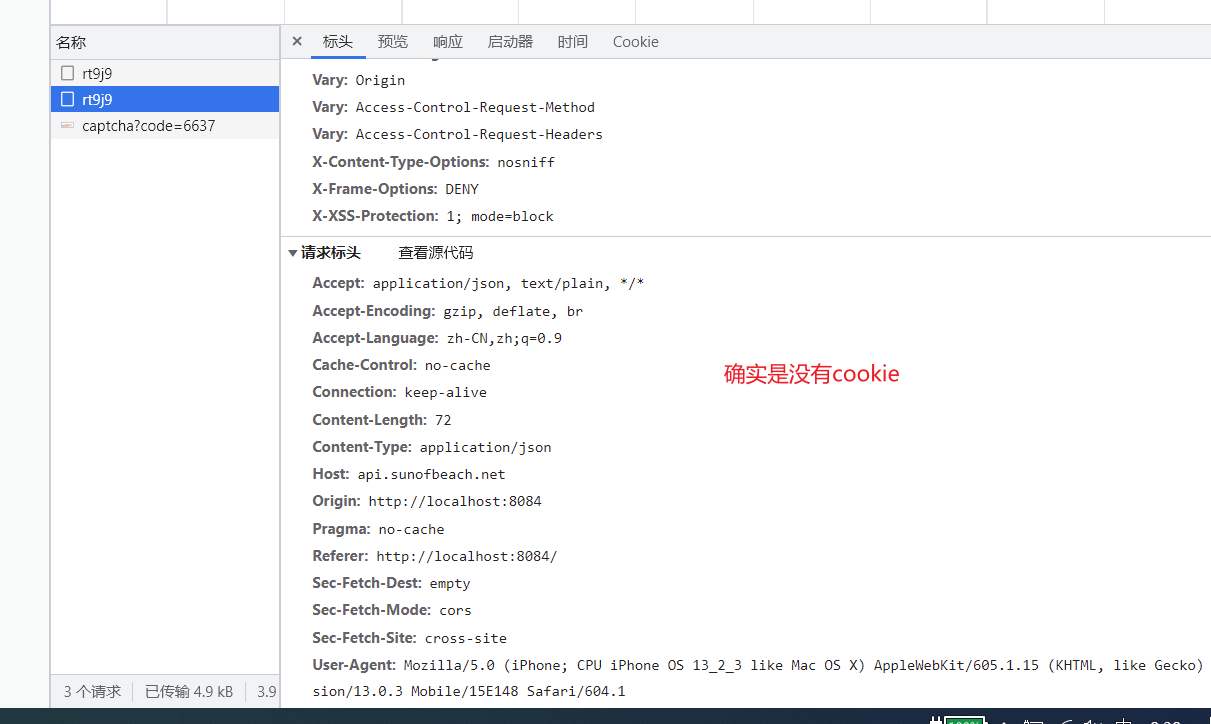 名称
× 标头 预览 响应 启动器 时间 Cookie
rt9j9
rt9j9
captcha?code=6637
Vary: Origin
Vary: Access-Control-Request-Method
Vary: Access-Control-Request-Headers
X-Content-Type-Options: nosniff
X-Frame-Options: DENY
X-XSS-Protection: 1; mode=block
请求标头 查看源代码
Accept: application/json, text/plain, */*
Accept-Encoding: gzip, deflate, br
Accept-Language: zh-CN,zh;q=0.9
Cache-Control: no-cache
确实是没有cookie
Connection: keep-alive
Content-Length: 72
Content-Type: application/json
Host: api.sunofbeach.net
Origin: http://localhost:8084
Pragma: no-cache
Referer: http://localhost:8084/
Sec-Fetch-Dest: empty
Sec-Fetch-Mode: cors
Sec-Fetch-Site: cross-site
User-Agent: Mozilla/5.0 (iPhone; CPU iPhone OS 13_2_3 like Mac OS X) AppleWebKit/605.1.15 (KHTML, like Gecko)
sion/13.0.3 Mobile/15E148 Safari/604.1
3 个请求 已传输 4.9 kB 3.9